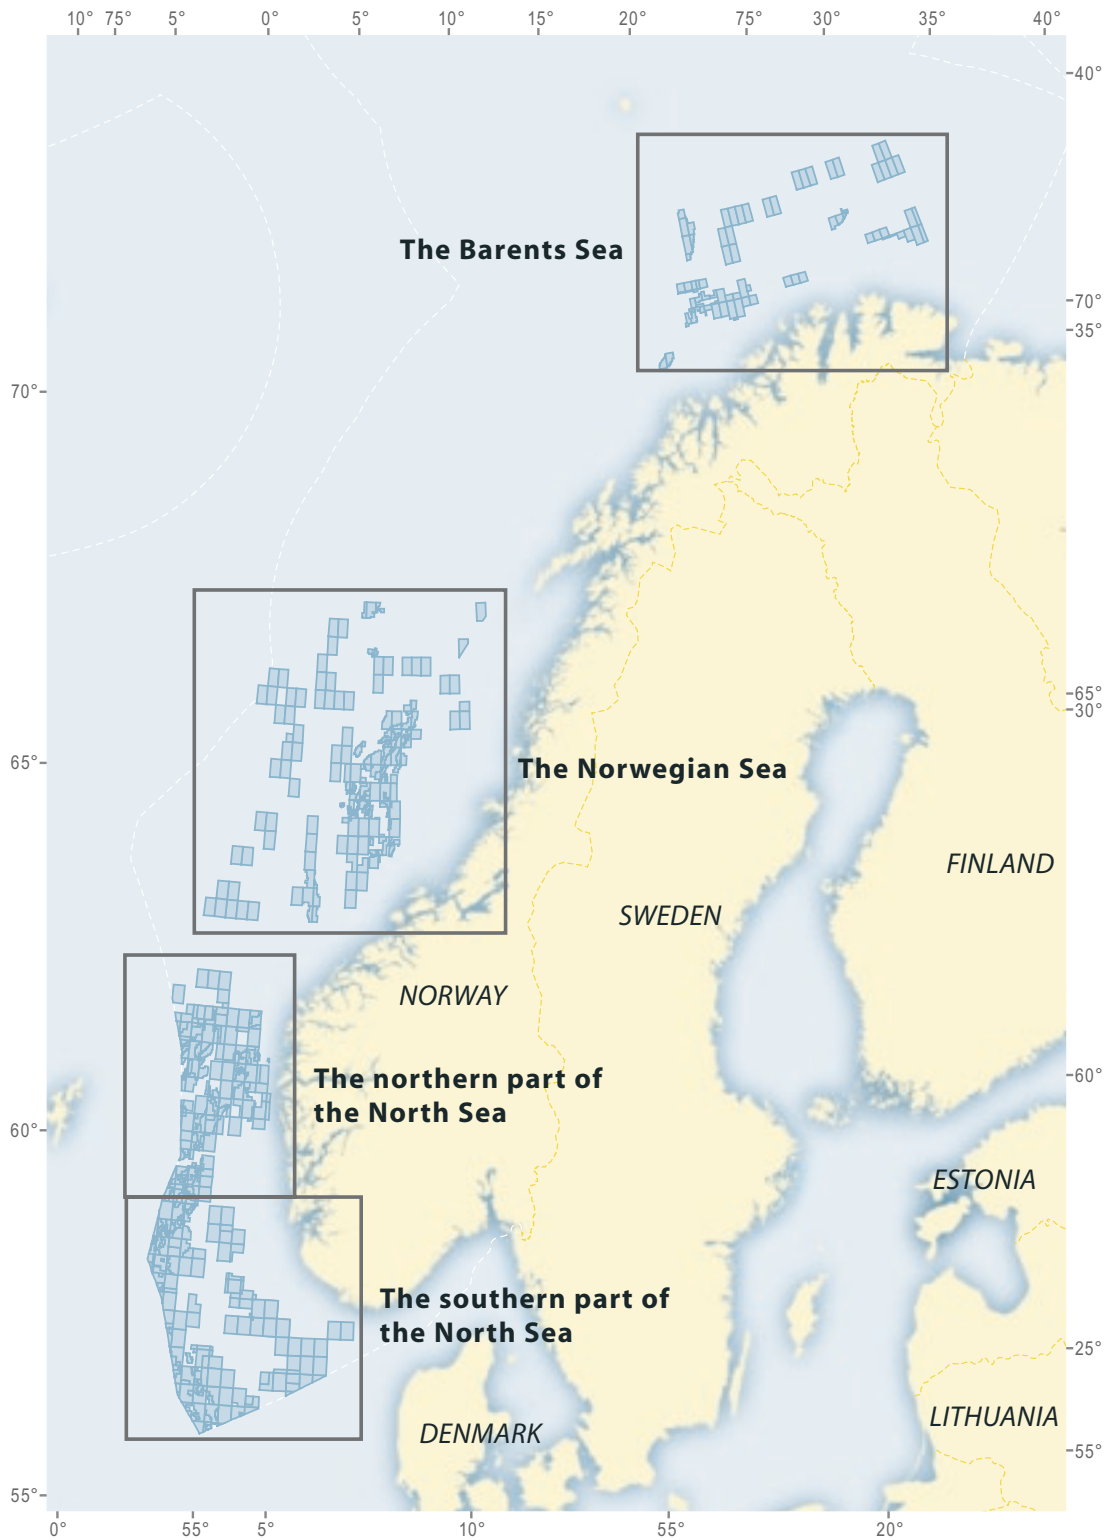 10° 75° 5° 0° 5° 10° 15° 20° 75° 30° 35° 40°
40°
The Barents Sea
70°
35°
70°
65°
30°
65°
The Norwegian Sea
FINLAND
SWEDEN
NORWAY
The northern part of
the North Sea
60°
60°
ESTONIA
The southern part of
the North Sea
25°
LITHUANIA
DENMARK
55°
55°
0° 55° 5° 10° 55° 20°